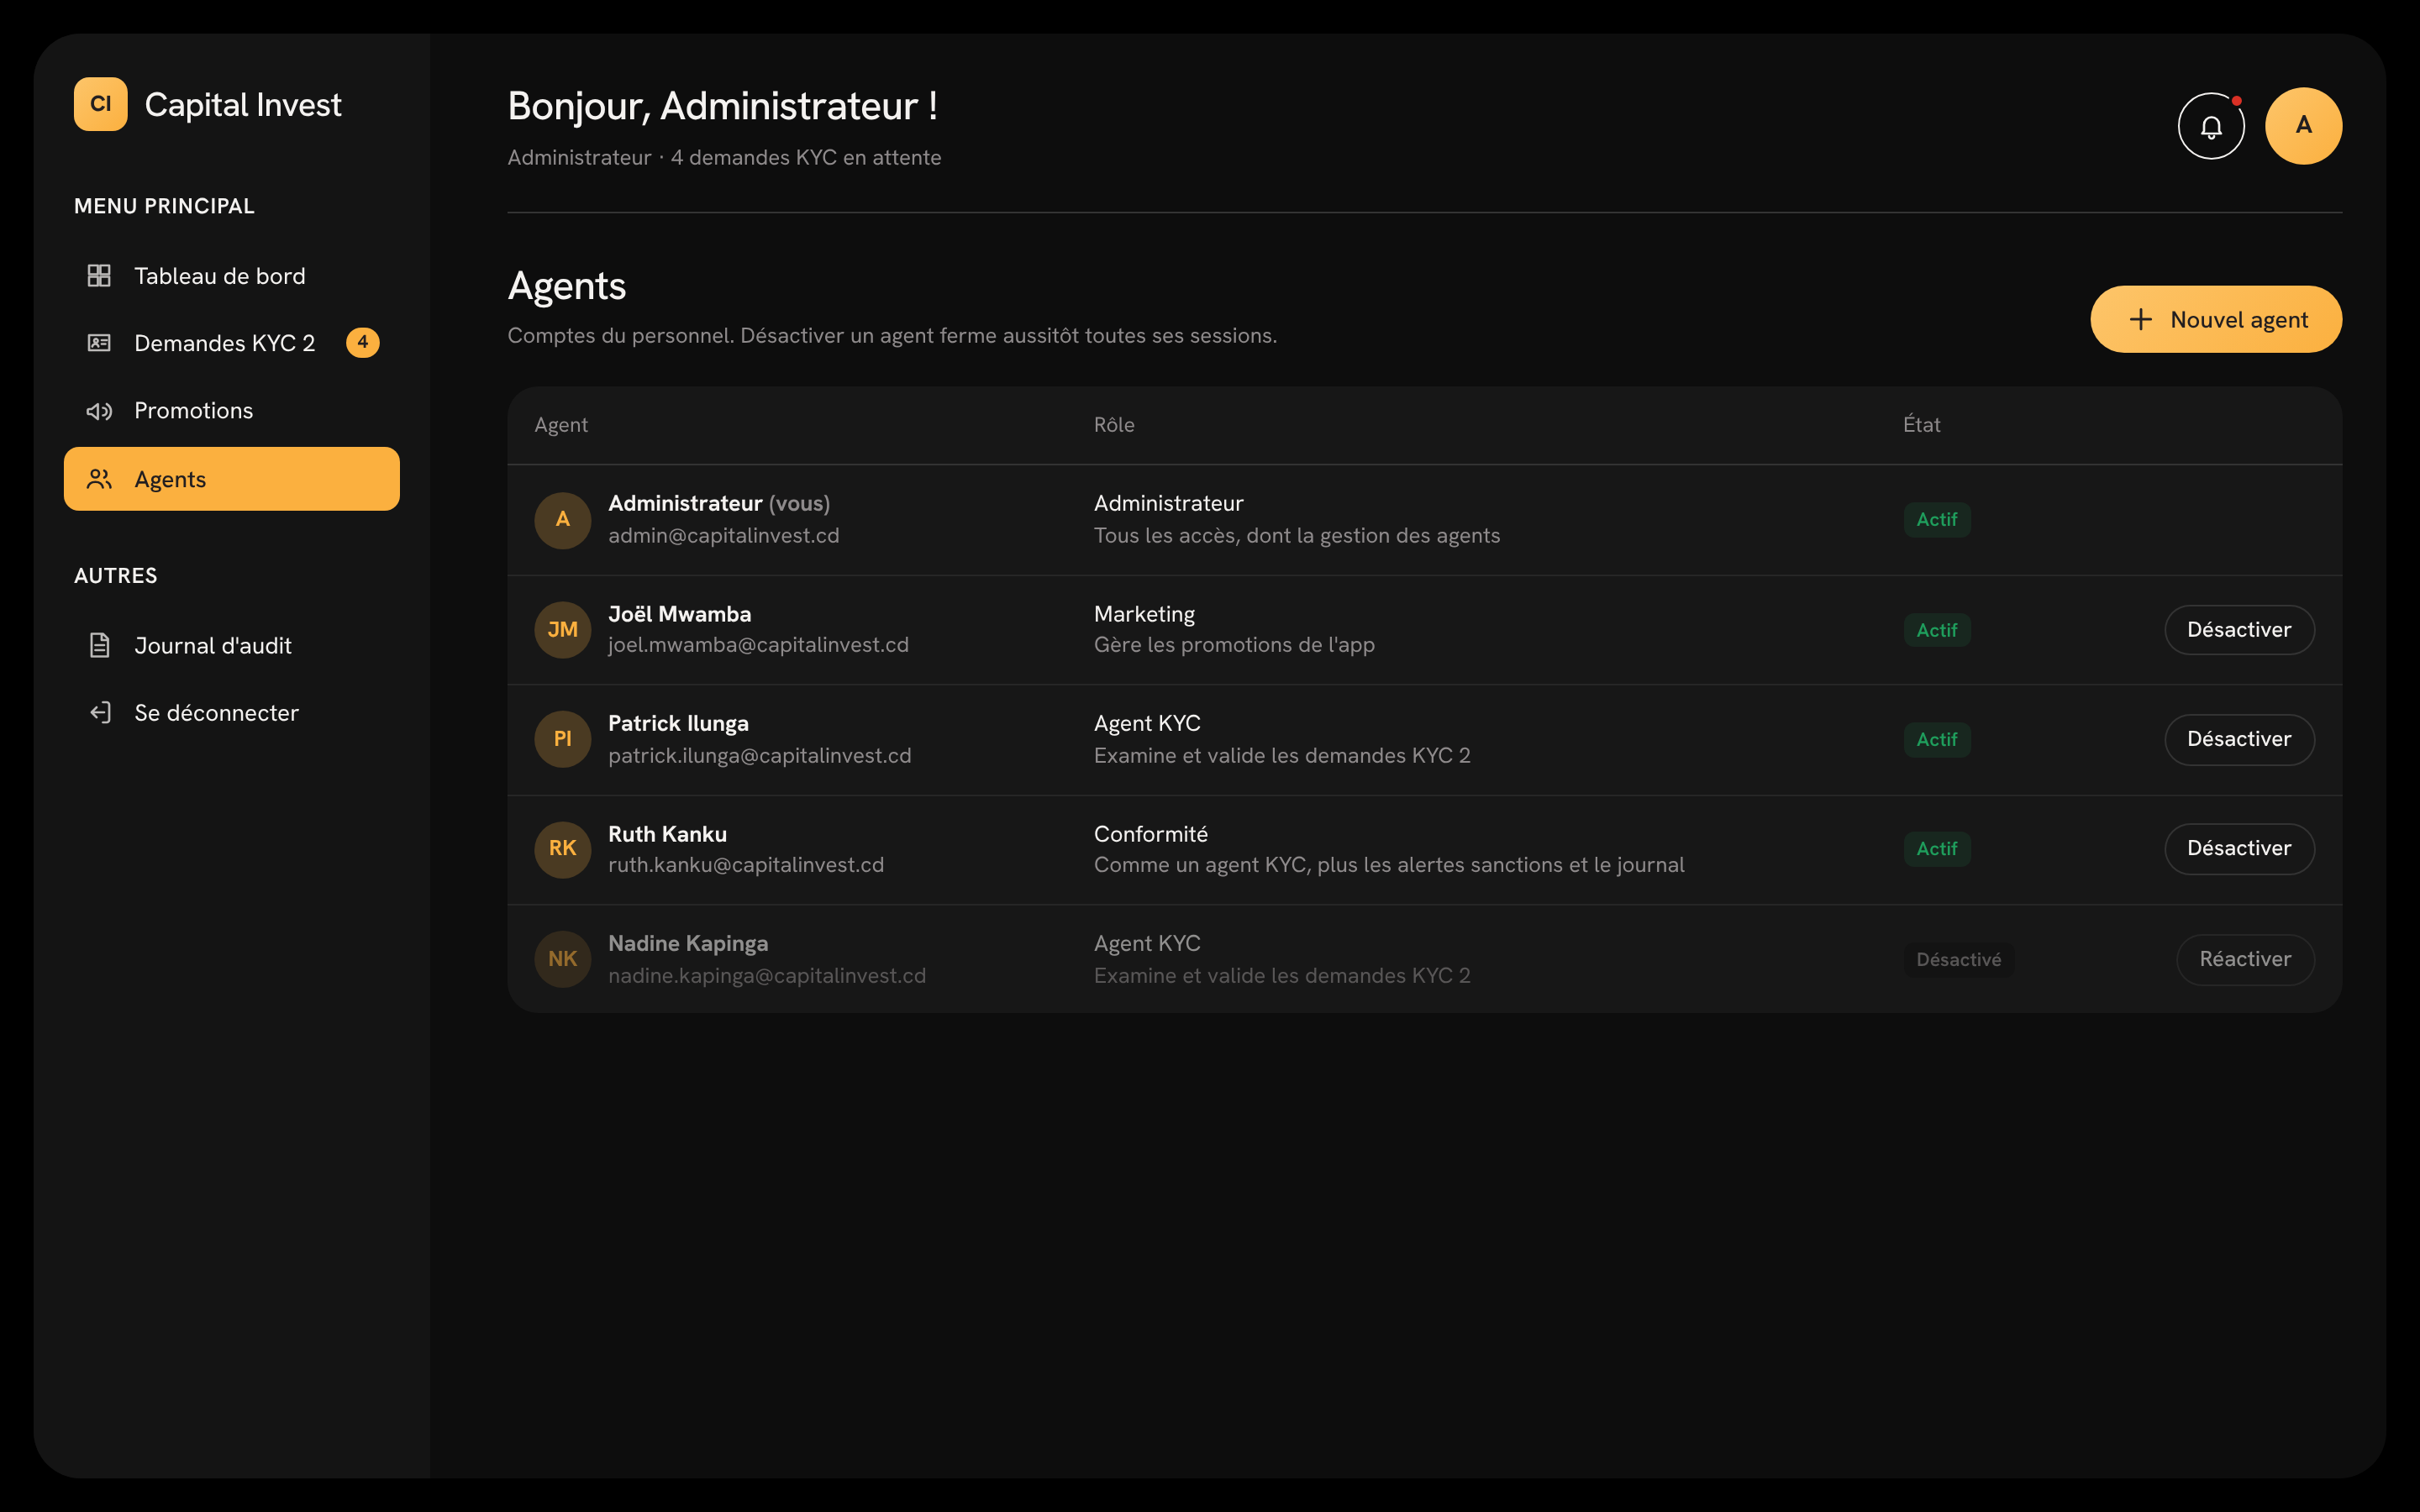 CI Capital Invest
MENU PRINCIPAL
Tableau de bord
Demandes KYC 2 4
Promotions
Agents
AUTRES
Journal d'audit
Se déconnecter
Bonjour, Administrateur !
Administrateur · 4 demandes KYC en attente
A
Agents
Comptes du personnel. Désactiver un agent ferme aussitôt toutes ses sessions.
Nouvel agent
Agent Rôle État
A Administrateur (vous) Administrateur Actif
admin@capitalinvest.cd Tous les accès, dont la gestion des agents
JM Joël Mwamba Marketing Actif Désactiver
joel.mwamba@capitalinvest.cd Gère les promotions de l'app
PI Patrick Ilunga Agent KYC Actif Désactiver
patrick.ilunga@capitalinvest.cd Examine et valide les demandes KYC 2
RK Ruth Kanku Conformité Actif Désactiver
ruth.kanku@capitalinvest.cd Comme un agent KYC, plus les alertes sanctions et le journal
NK Nadine Kapinga Agent KYC Désactivé Réactiver
nadine.kapinga@capitalinvest.cd Examine et valide les demandes KYC 2